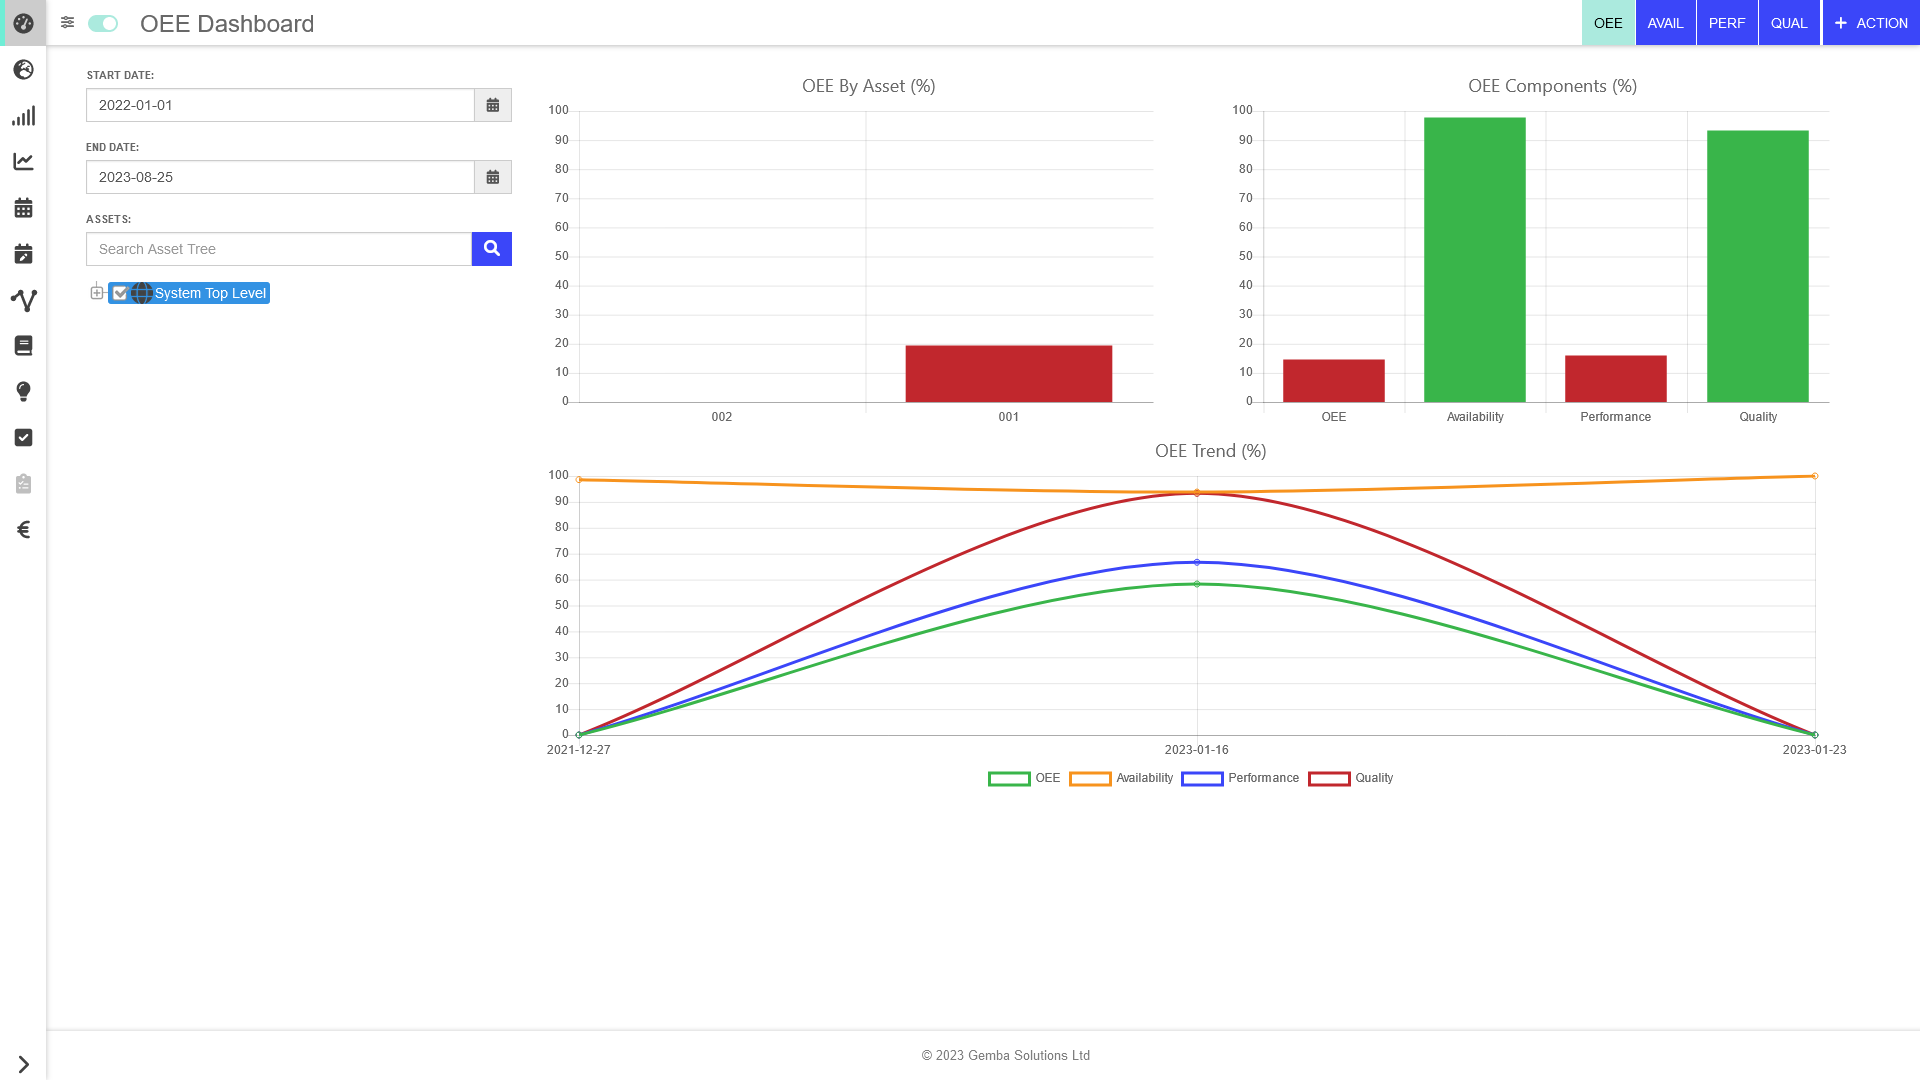 OEE Dashboard
OEE
AVAIL
PERF
QUAL
+ ACTION
START DATE:
2022-01-01
END DATE:
2023-08-25
ASSETS:
Search Asset Tree
System Top Level
OEE By Asset (%)
100
90
80
70
60
50
40
30
20
10
0
002
001
OEE Components (%)
100
90
80
70
60
50
40
30
20
10
0
OEE
Availability
Performance
Quality
OEE Trend (%)
100
90
80
70
60
50
40
30
20
10
0
2021-12-27
2023-01-16
2023-01-23
OEE
Availability
Performance
Quality
© 2023 Gemba Solutions Ltd